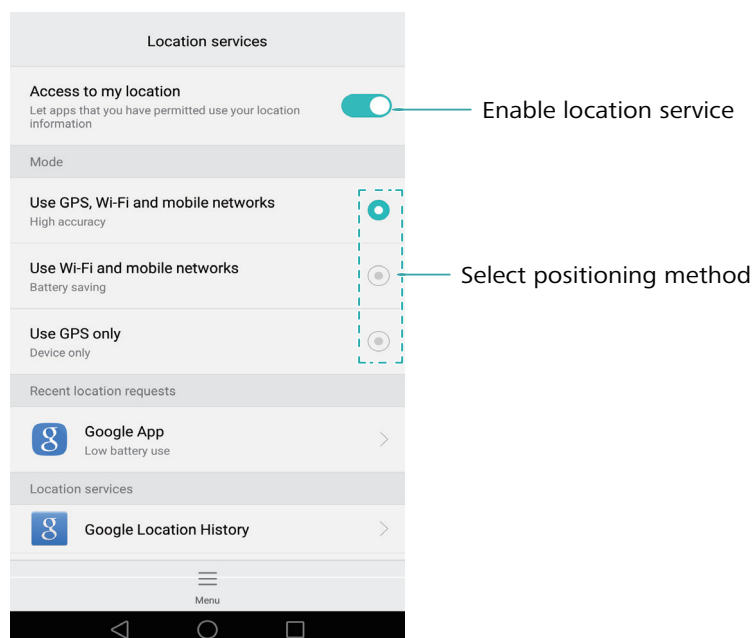 Location services
Access to my location
Let apps that you have permitted use your location
information
Enable location service
Mode
Use GPS, Wi-Fi and mobile networks
High accuracy
Use Wi-Fi and mobile networks
Battery saving
Select positioning method
Use GPS only
Device only
Recent location requests
Google App
Low battery use
Location services
Google Location History
Menu